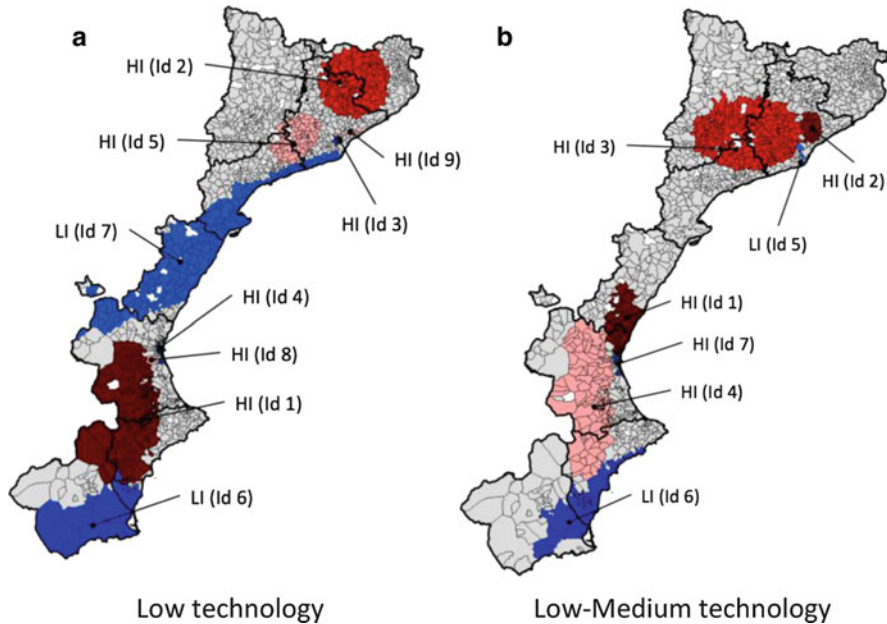 a
HI (Id 2)
HI (Id 5)
HI (Id 9)
HI (Id 3)
LI (Id 7)
HI (Id 4)
HI (Id 8)
HI (Id 1)
LI (Id 6)
Low technology
b
HI (Id 3)
HI (Id 2)
LI (Id 5)
HI (Id 1)
HI (Id 7)
HI (Id 4)
LI (Id 6)
Low-Medium technology